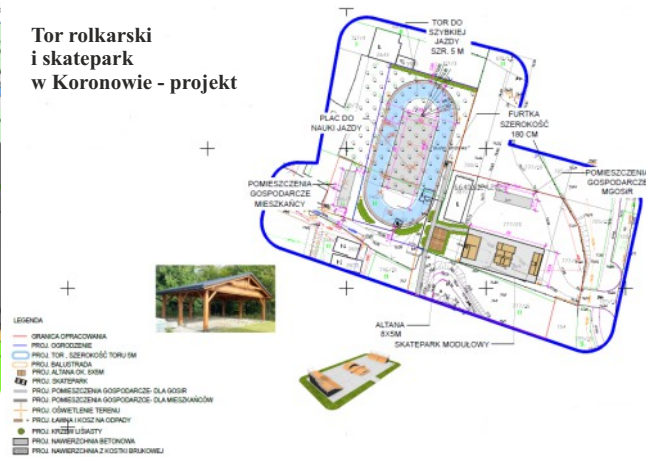 Tor rolkarski
i skatepark
w Koronowie - projekt
TOR DO
SZYBKIEJ
JAZDY
SZR. 5 M
PLAC DO
NAUKI JAZDY
FURTKA
SZEROKOŚĆ
180 CM
POMIESZCZENIA
GOSPODARCZE
MGOSIR
POMIESZCZENIA
GOSPODARCZE
MIESZKAŃCY
ALTANA
8X5M
SKATEPARK MODUŁOWY
LEGENDA
GRANICA OPRACOWANIA
PROJ. OGRODZENIE
PROJ. TOR , SZEROKOŚĆ TORU 5M
PROJ. BALUSTRADA
PROJ. ALTANA OK. 8X5M
PROJ. SKATEPARK
PROJ. POMIESZCZENIA GOSPODARCZE- DLA GOSIR
PROJ. POMIESZCZENIA GOSPODARZCE- DLA MIESZKAŃCÓW
PROJ. OŚWIETLENIE TERENU
PROJ. ŁAWKA I KOSZ NA ODPADY
PROJ. KRZEW LIŚIASTY
PROJ. NAWIERZCHNIA BETONOWA
PROJ. NAWIERZCHNIA Z KOSTKI BRUKOWEJ